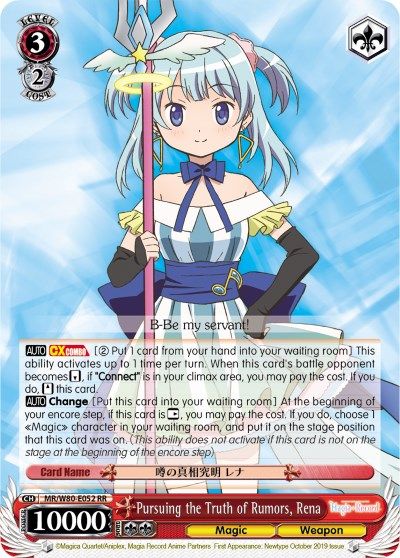 LEVEL
3
2
COST
B-Be my servant!
AUTO CX COMBO [② Put 1 card from your hand into your waiting room] This
ability activates up to 1 time per turn. When this card's battle opponent
becomes, if "Connect" is in your climax area, you may pay the cost. If you
do, this card.
AUTO Change [Put this card into your waiting room] At the beginning of
your encore step, if this card is, you may pay the cost. If you do, choose 1
«Magic» character in your waiting room, and put it on the stage position
that this card was on. (This ability does not activate if this card is not on the
stage at the beginning of the encore step)
Card Name 噂の真相究明 レナ
CH MR/W80-E052 RR
POWER 10000
SOUL
Pursuing the Truth of Rumors, Rena
Magia Record
Magic Weapon
©Magica Quartet/Aniplex, Magia Record Anime Partners First Appearance: Newtype October 2019 Issue